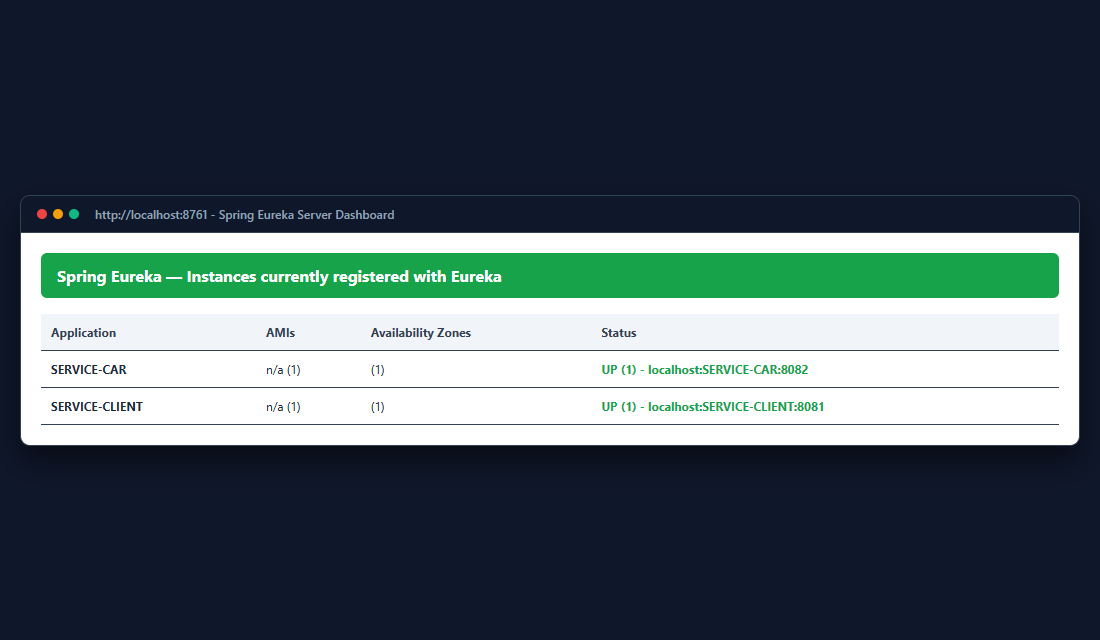 http://localhost:8761 - Spring Eureka Server Dashboard
Spring Eureka — Instances currently registered with Eureka
Application AMIs Availability Zones Status
SERVICE-CAR n/a (1) (1) UP (1) - localhost:SERVICE-CAR:8082
SERVICE-CLIENT n/a (1) (1) UP (1) - localhost:SERVICE-CLIENT:8081